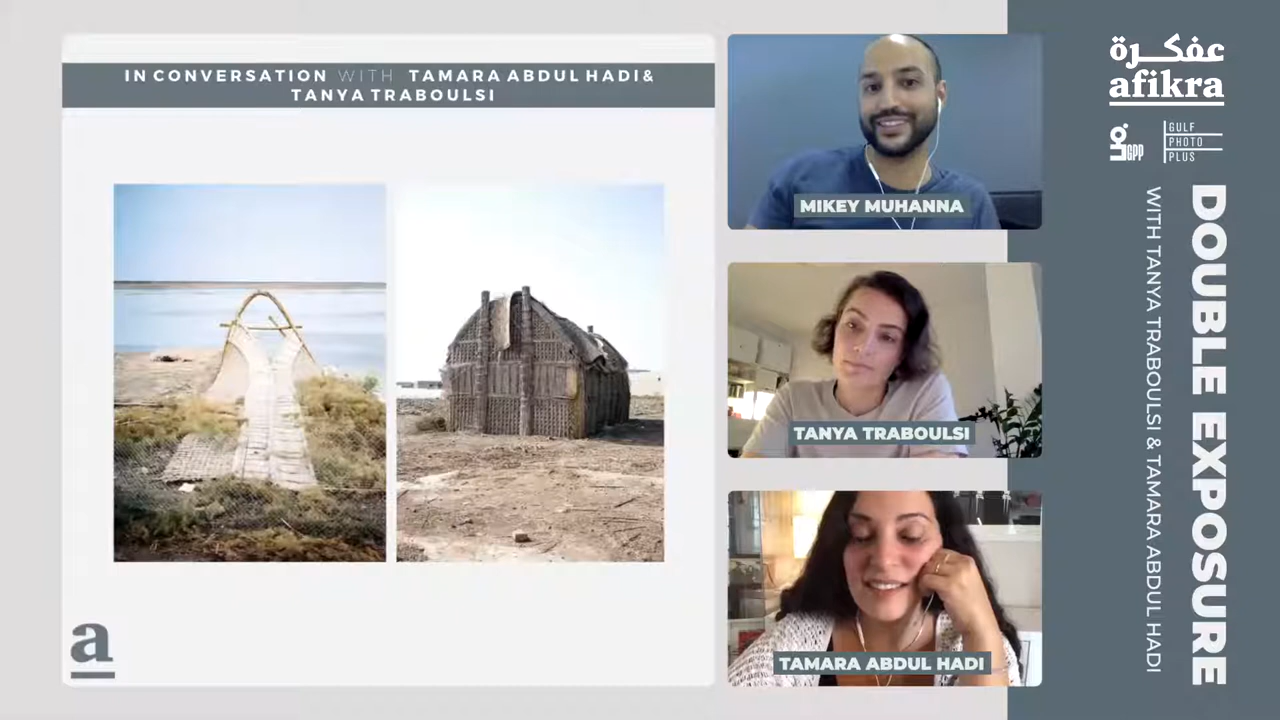 IN CONVERSATION WITH TAMARA ABDUL HADI &
TANYA TRABOULSI
a
MIKEY MUHANNA
TANYA TRABOULSI
TAMARA ABDUL HADI
عفكرة
afikra
GPP
GULF
PHOTO
PLUS
DOUBLE EXPOSURE
WITH TANYA TRABOULSI & TAMARA ABDUL HADI